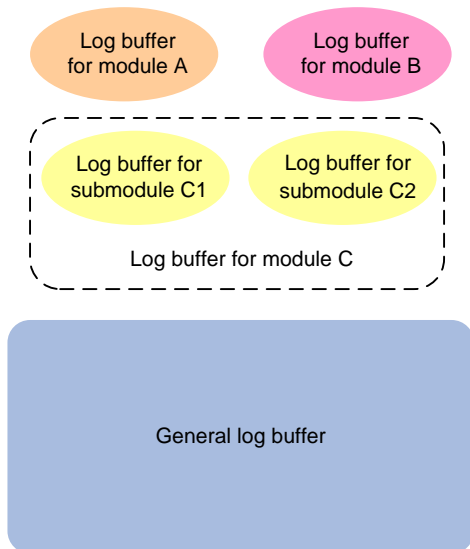 Log buffer
for module A
Log buffer
for module B
Log buffer for
submodule C1
Log buffer for
submodule C2
Log buffer for module C
General log buffer